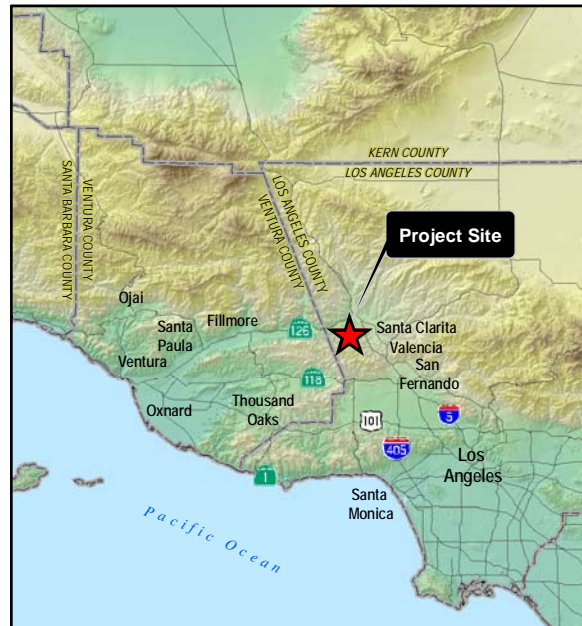 KERN COUNTY
LOS ANGELES COUNTY
SANTA BARBARA COUNTY
VENTURA COUNTY
LOS ANGELES COUNTY
VENTURA COUNTY
Project Site
Ojai
Santa
Paula
Fillmore
126
Santa Clarita
Valencia
San
Fernando
Ventura
118
Oxnard
Thousand
Oaks
101
5
405
Los
Angeles
1
Santa
Monica
Pacific Ocean